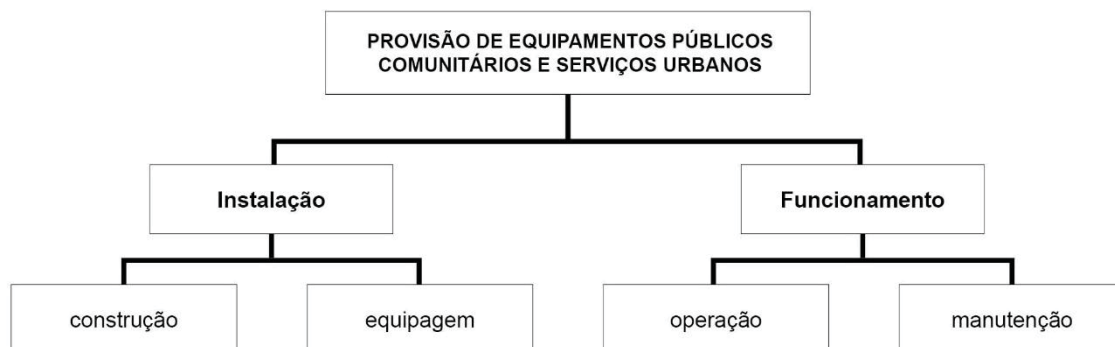 PROVISÃO DE EQUIPAMENTOS PÚBLICOS
COMUNITÁRIOS E SERVIÇOS URBANOS
Instalação
Funcionamento
construção
equipagem
operação
manutenção